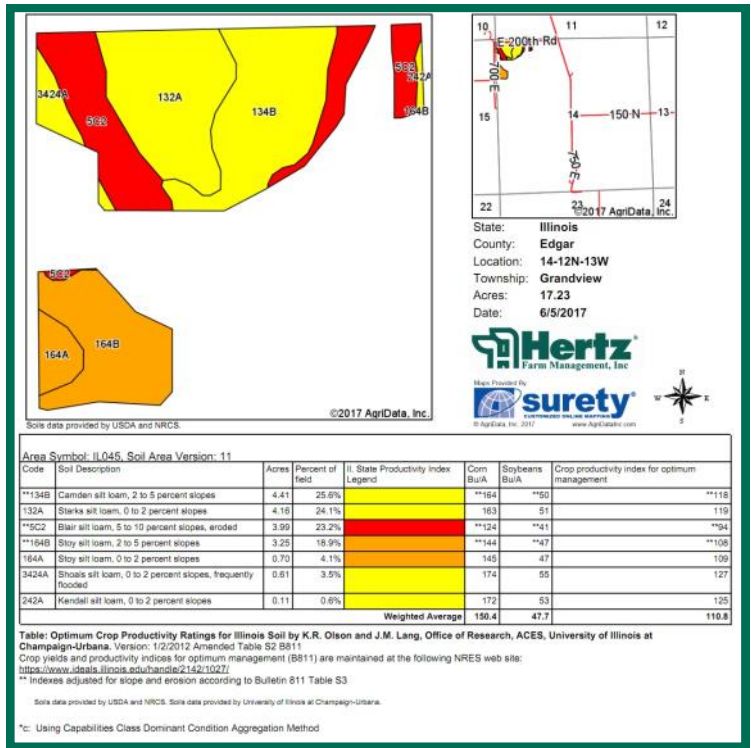 3424A
5C2
132A
134B
5C2
242A
164B
5C2
164A
164B
©2017 AgriData, Inc.
Soils data provided by USDA and NRCS.
10
11
12
E-200th Rd
700-E
15
14
150-N
13
750-E
22
23
24
©2017 AgriData, Inc.
State: Illinois
County: Edgar
Location: 14-12N-13W
Township: Grandview
Acres: 17.23
Date: 6/5/2017
Hertz
Farm Management, Inc
Maps Provided By
surety
CUSTOMIZED ONLINE MAPPING
© AgriData, Inc. 2017 www.AgriDataInc.com
N
W E
S
Area Symbol: IL045, Soil Area Version: 11
Code Soil Description Acres Percent of field II. State Productivity Index Legend Corn Bu/A Soybeans Bu/A Crop productivity index for optimum management
**134B Camden silt loam, 2 to 5 percent slopes 4.41 25.6% **164 **50 **118
132A Starks silt loam, 0 to 2 percent slopes 4.16 24.1% 163 51 119
**5C2 Blair silt loam, 5 to 10 percent slopes, eroded 3.99 23.2% **124 **41 **94
**164B Stoy silt loam, 2 to 5 percent slopes 3.25 18.9% **144 **47 **108
164A Stoy silt loam, 0 to 2 percent slopes 0.70 4.1% 145 47 109
3424A Shoals silt loam, 0 to 2 percent slopes, frequently flooded 0.61 3.5% 174 55 127
242A Kendall silt loam, 0 to 2 percent slopes 0.11 0.6% 172 53 125
Weighted Average 150.4 47.7 110.8
Table: Optimum Crop Productivity Ratings for Illinois Soil by K.R. Olson and J.M. Lang, Office of Research, ACES, University of Illinois at
Champaign-Urbana. Version: 1/2/2012 Amended Table S2 B811
Crop yields and productivity indices for optimum management (B811) are maintained at the following NRES web site:
https://www.ideals.illinois.edu/handle/2142/1027/
** Indexes adjusted for slope and erosion according to Bulletin 811 Table S3
Soils data provided by USDA and NRCS. Soils data provided by University of Illinois at Champaign-Urbana.
*c: Using Capabilities Class Dominant Condition Aggregation Method